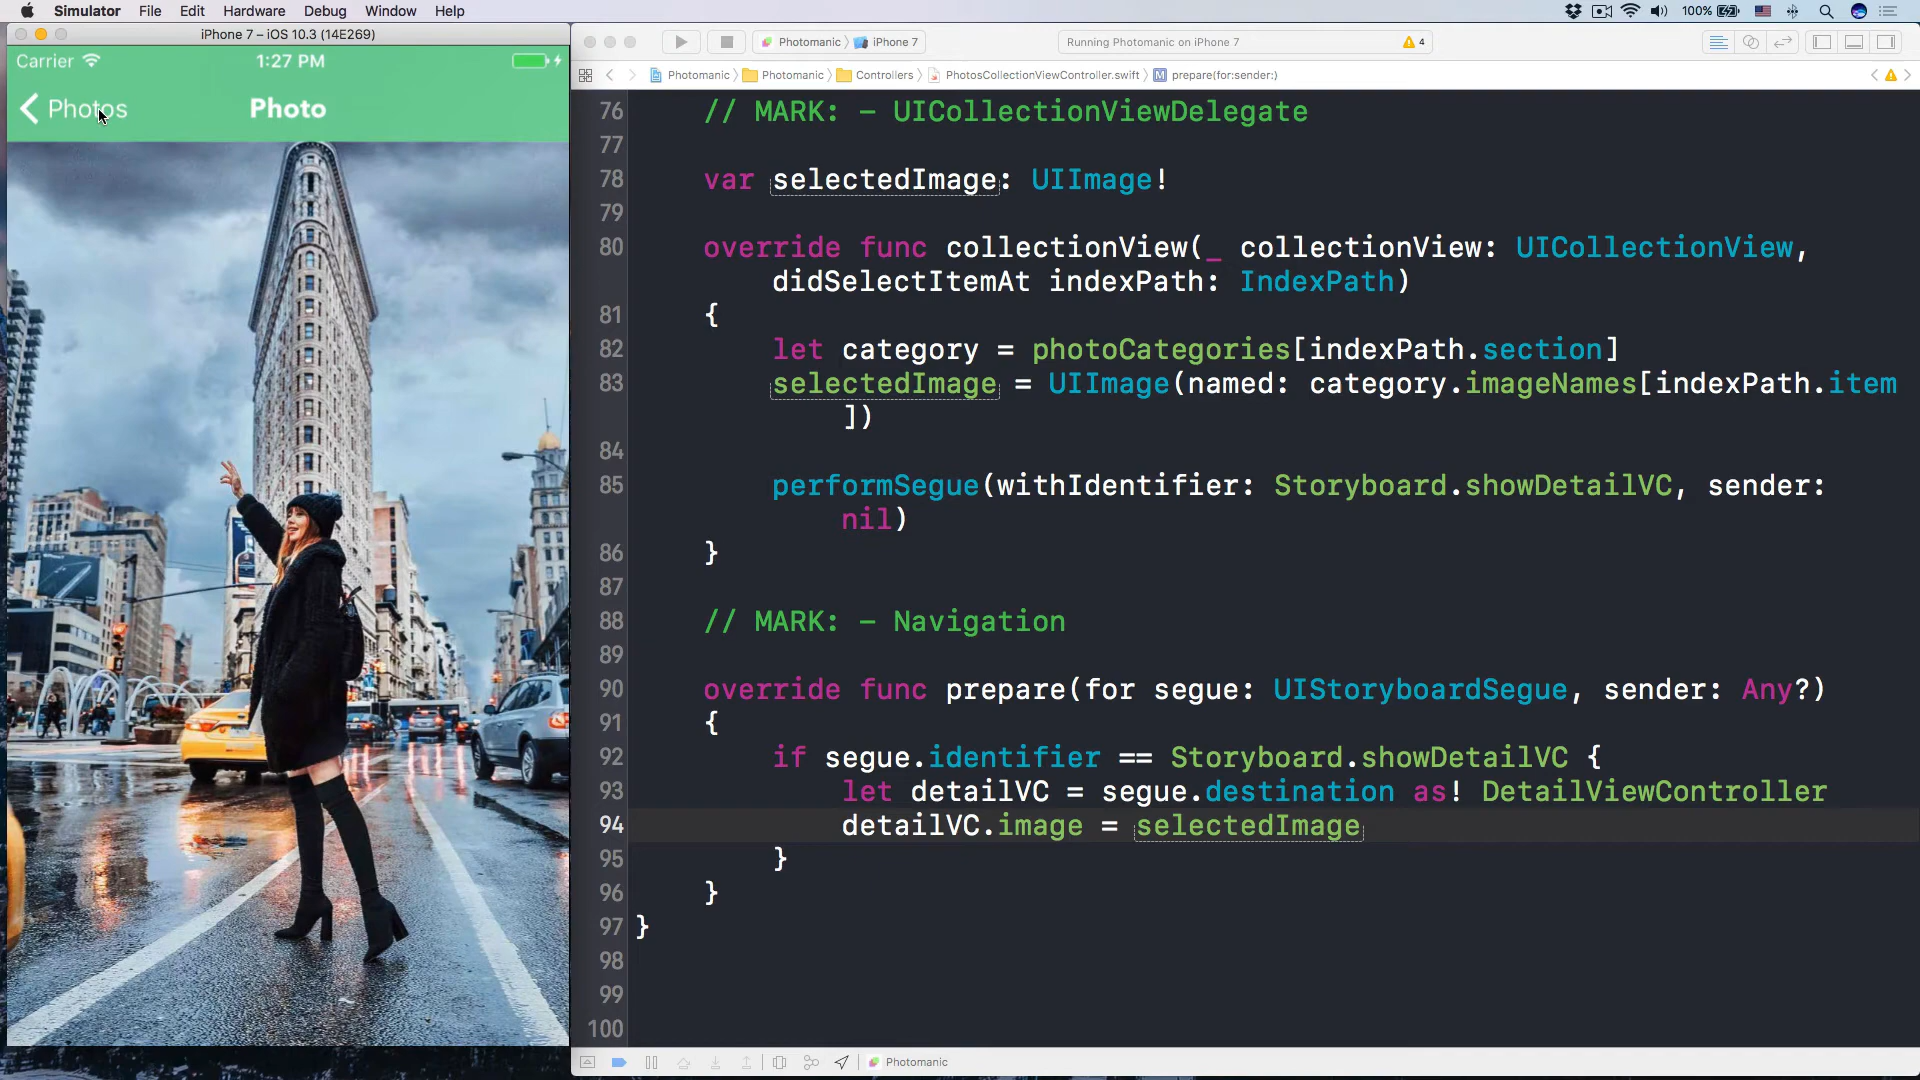 Simulator File Edit Hardware Debug Window Help 100%
iPhone 7 – iOS 10.3 (14E269)
Carrier 1:27 PM
Photos Photo
Photomanic iPhone 7 Running Photomanic on iPhone 7 4
Photomanic Photomanic Controllers PhotosCollectionViewController.swift M prepare(for:sender:)
76 // MARK: – UICollectionViewDelegate
77
78 var selectedImage: UIImage!
79
80 override func collectionView(_ collectionView: UICollectionView,
didSelectItemAt indexPath: IndexPath)
81 {
82 let category = photoCategories[indexPath.section]
83 selectedImage = UIImage(named: category.imageNames[indexPath.item
])
84
85 performSegue(withIdentifier: Storyboard.showDetailVC, sender:
nil)
86 }
87
88 // MARK: – Navigation
89
90 override func prepare(for segue: UIStoryboardSegue, sender: Any?)
91 {
92 if segue.identifier == Storyboard.showDetailVC {
93 let detailVC = segue.destination as! DetailViewController
94 detailVC.image = selectedImage
95 }
96 }
97 }
98
99
100
Photomanic